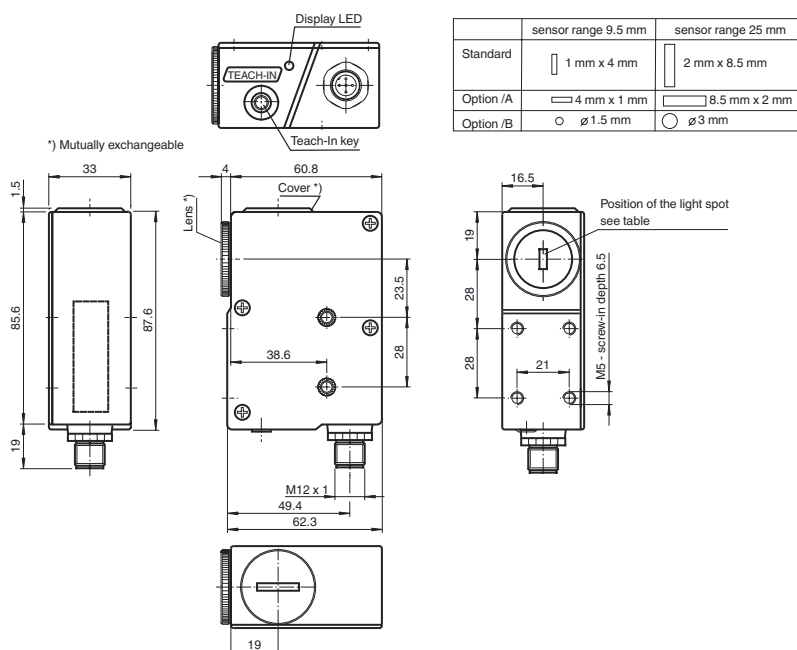 Display LED
TEACH-IN
Teach-In key
sensor range 9.5 mm sensor range 25 mm
Standard 1 mm x 4 mm 2 mm x 8.5 mm
Option /A 4 mm x 1 mm 8.5 mm x 2 mm
Option /B ø1.5 mm ø3 mm
*) Mutually exchangeable
33
1.5
85.6
87.6
19
4
60.8
Cover *)
Lens *)
23.5
38.6
28
M12 x 1
49.4
62.3
16.5
Position of the light spot
see table
19
28
28
21
M5 - screw-in depth 6.5
19